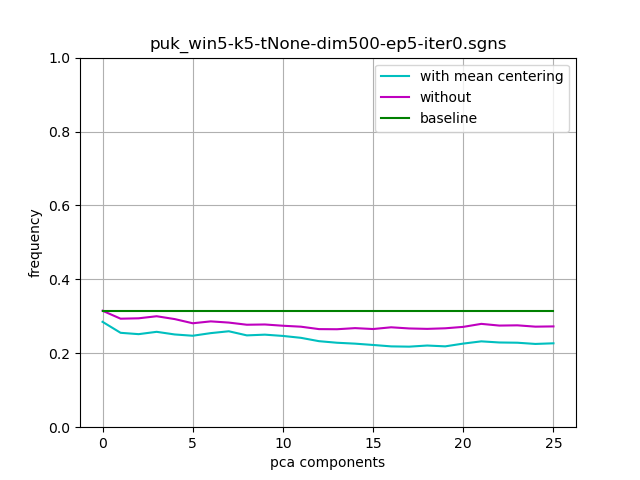 puk_win5-k5-tNone-dim500-ep5-iter0.sgns
with mean centering
without
baseline
1.0
0.8
0.6
0.4
0.2
0.0
frequency
0 5 10 15 20 25
pca components